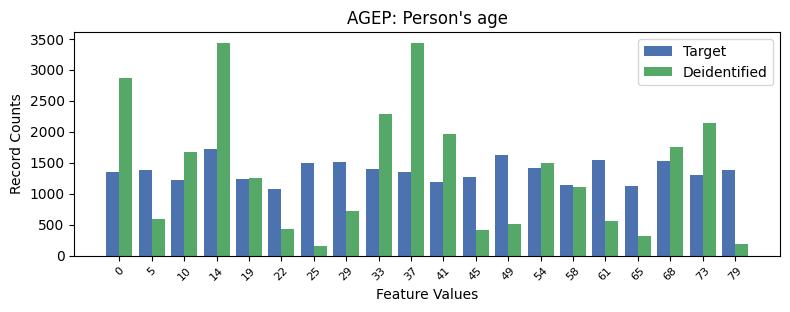 AGEP: Person's age
3500
3000
2500
2000
1500
1000
500
0
Record Counts
Target
Deidentified
0 5 10 14 19 22 25 29 33 37 41 45 49 54 58 61 65 68 73 79
Feature Values